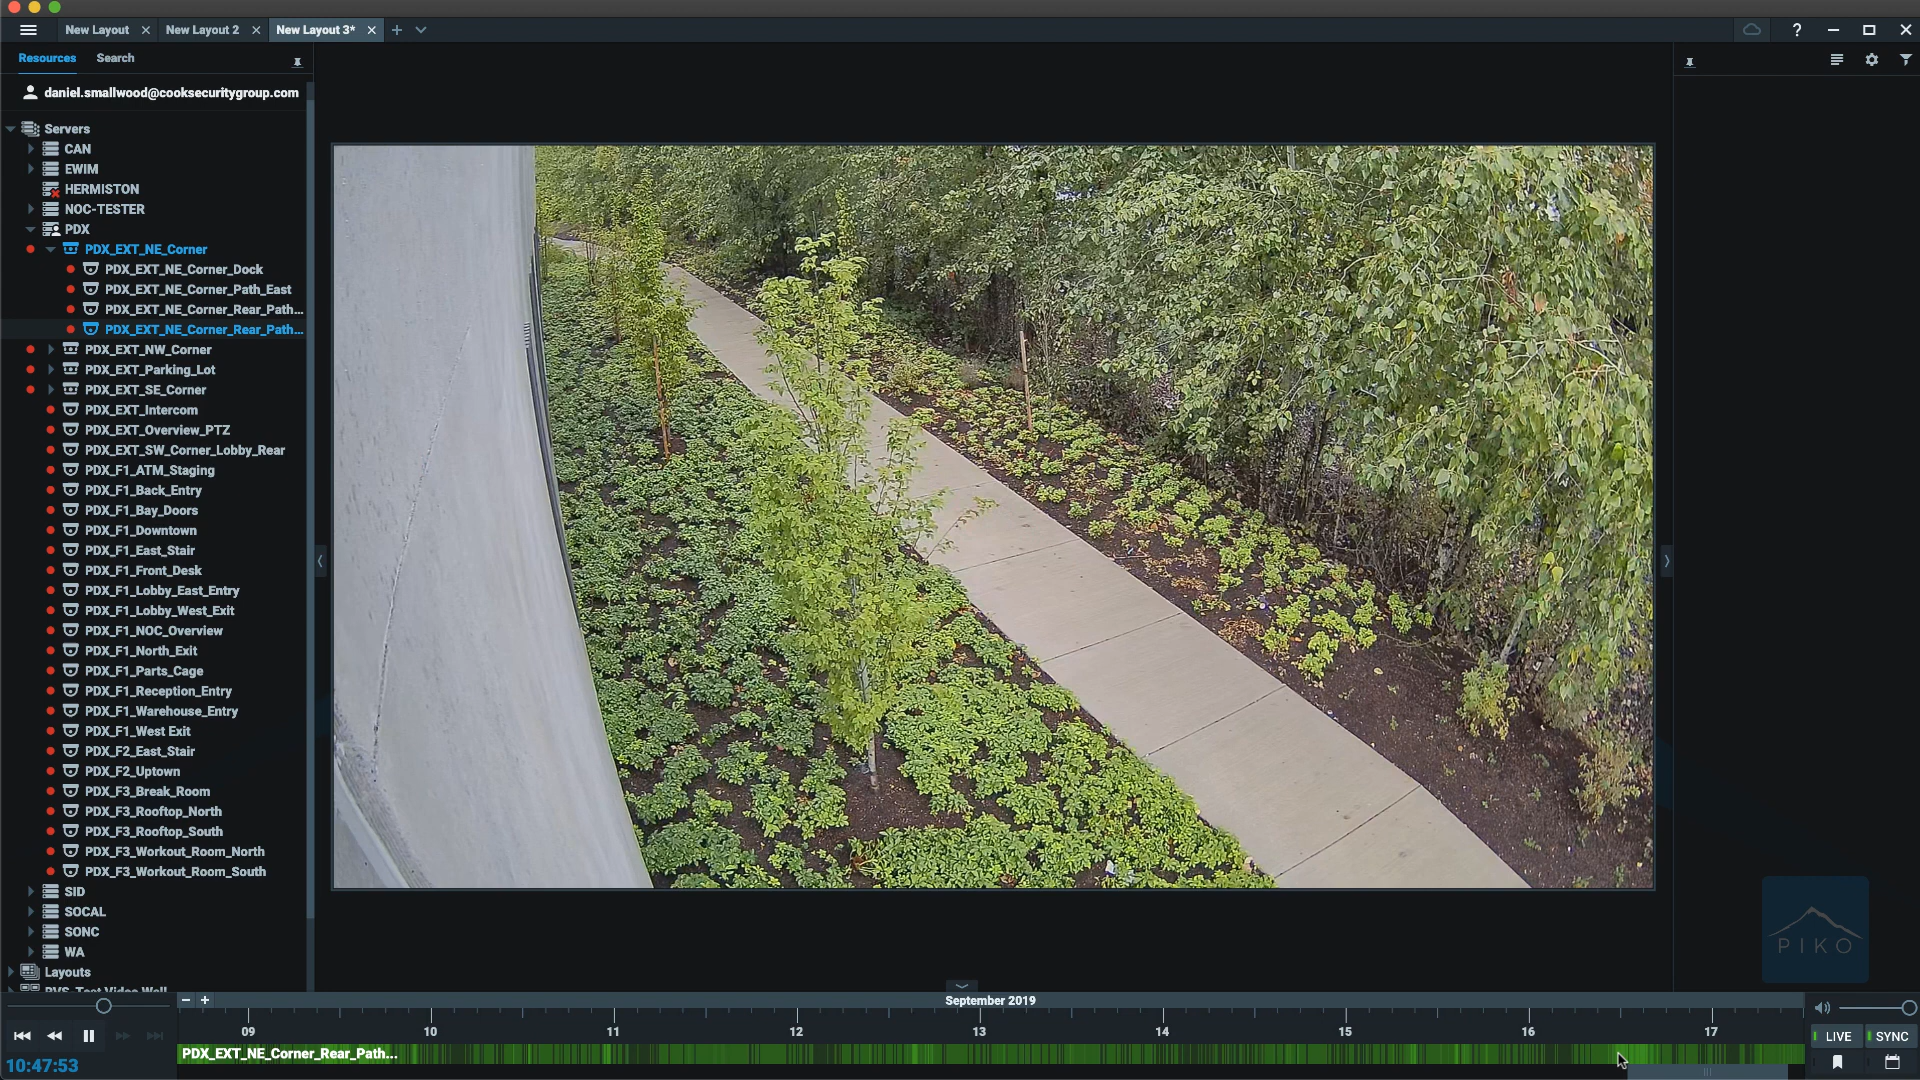 New Layout
New Layout 2
New Layout 3*
Resources
Search
daniel.smallwood@cooksecuritygroup.com
Servers
CAN
EWIM
HERMISTON
NOC-TESTER
PDX
PDX_EXT_NE_Corner
PDX_EXT_NE_Corner_Dock
PDX_EXT_NE_Corner_Path_East
PDX_EXT_NE_Corner_Rear_Path...
PDX_EXT_NE_Corner_Rear_Path...
PDX_EXT_NW_Corner
PDX_EXT_Parking_Lot
PDX_EXT_SE_Corner
PDX_EXT_Intercom
PDX_EXT_Overview_PTZ
PDX_EXT_SW_Corner_Lobby_Rear
PDX_F1_ATM_Staging
PDX_F1_Back_Entry
PDX_F1_Bay_Doors
PDX_F1_Downtown
PDX_F1_East_Stair
PDX_F1_Front_Desk
PDX_F1_Lobby_East_Entry
PDX_F1_Lobby_West_Exit
PDX_F1_NOC_Overview
PDX_F1_North_Exit
PDX_F1_Parts_Cage
PDX_F1_Reception_Entry
PDX_F1_Warehouse_Entry
PDX_F1_West Exit
PDX_F2_East_Stair
PDX_F2_Uptown
PDX_F3_Break_Room
PDX_F3_Rooftop_North
PDX_F3_Rooftop_South
PDX_F3_Workout_Room_North
PDX_F3_Workout_Room_South
SID
SOCAL
SONC
WA
Layouts
PVS-Test Video Wall
PIKO
September 2019
09 10 11 12 13 14 15 16 17
PDX_EXT_NE_Corner_Rear_Path...
10:47:53
LIVE
SYNC